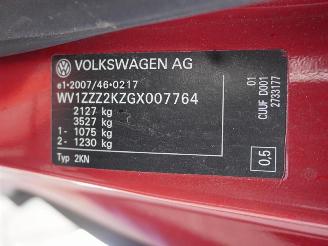 VOLKSWAGEN AG
e1*2007/46*0217
WV1ZZZ2KZGX007764
2127 kg
3527 kg
1- 1075 kg
2- 1230 kg
Typ 2KN
01
CUUF D001
2733177
0,5